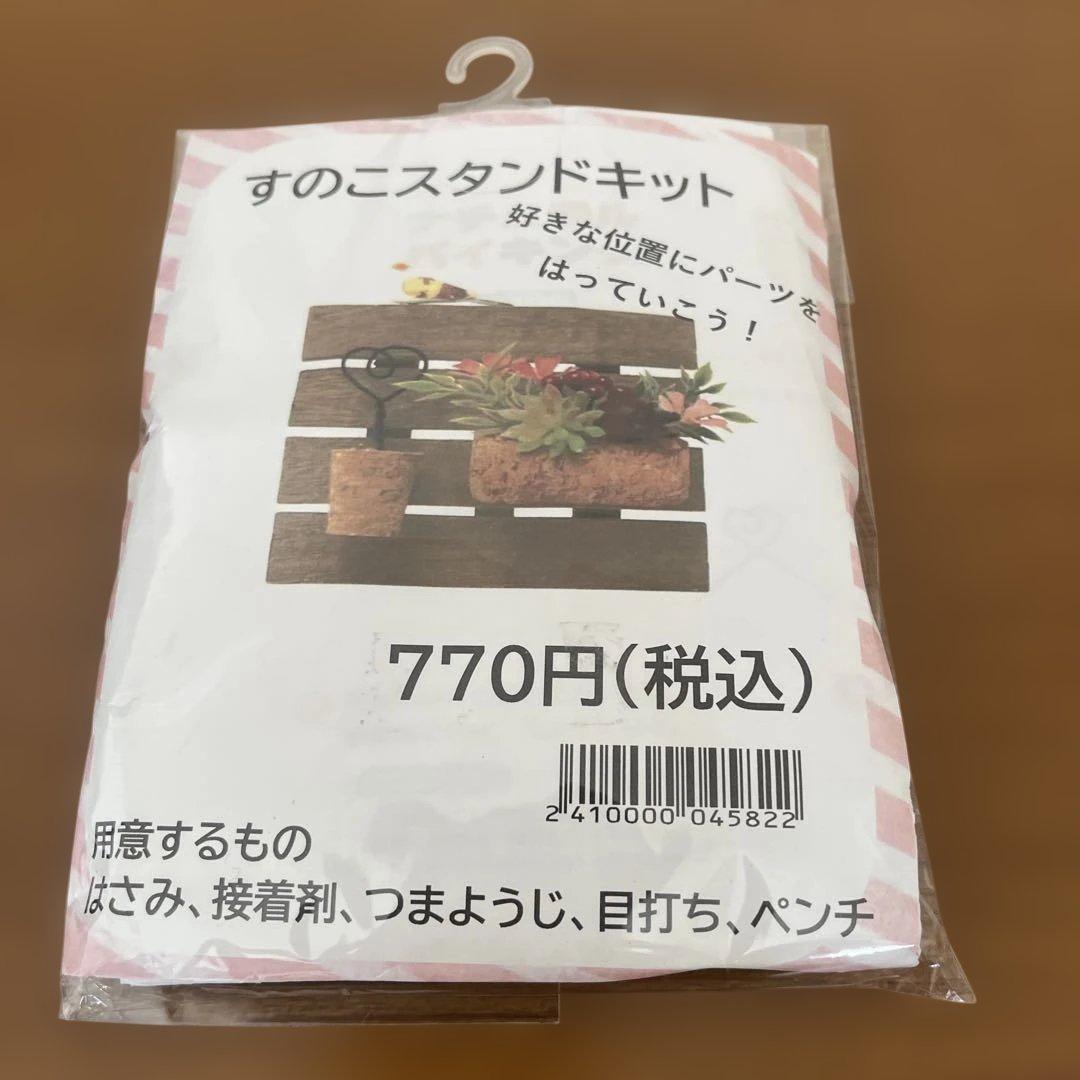 すのこスタンドキット
好きな位置にパーツを
はっていこう！
770円(税込)
2 410000 045822
用意するもの
はさみ、接着剤、つまようじ、目打ち、ペンチ